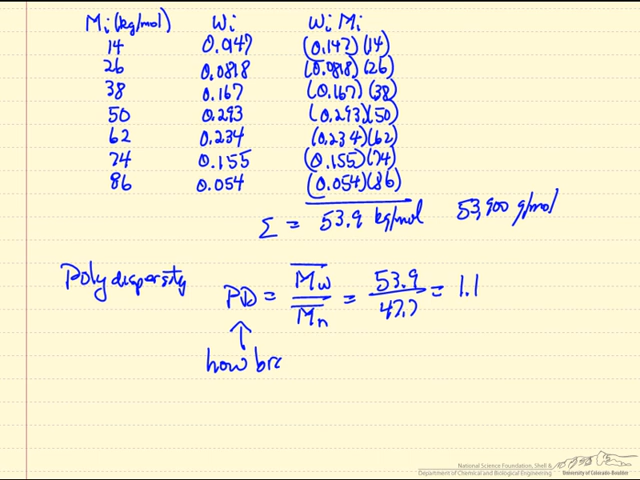 Mi (kg/mol) Wi Wi Mi
14 0.0147 (0.147)(14)
26 0.0818 (0.0818)(26)
38 0.167 (0.167)(38)
50 0.293 (0.293)(50)
62 0.234 (0.234)(62)
74 0.155 (0.155)(74)
86 0.054 (0.054)(86)
Σ = 53.9 kg/mol 53,900 g/mol
Polydispersity PD = Mw / Mn = 53.9 / 47.7 = 1.1
how bro
National Science Foundation, Shell &
Department of Chemical and Biological Engineering University of Colorado Boulder